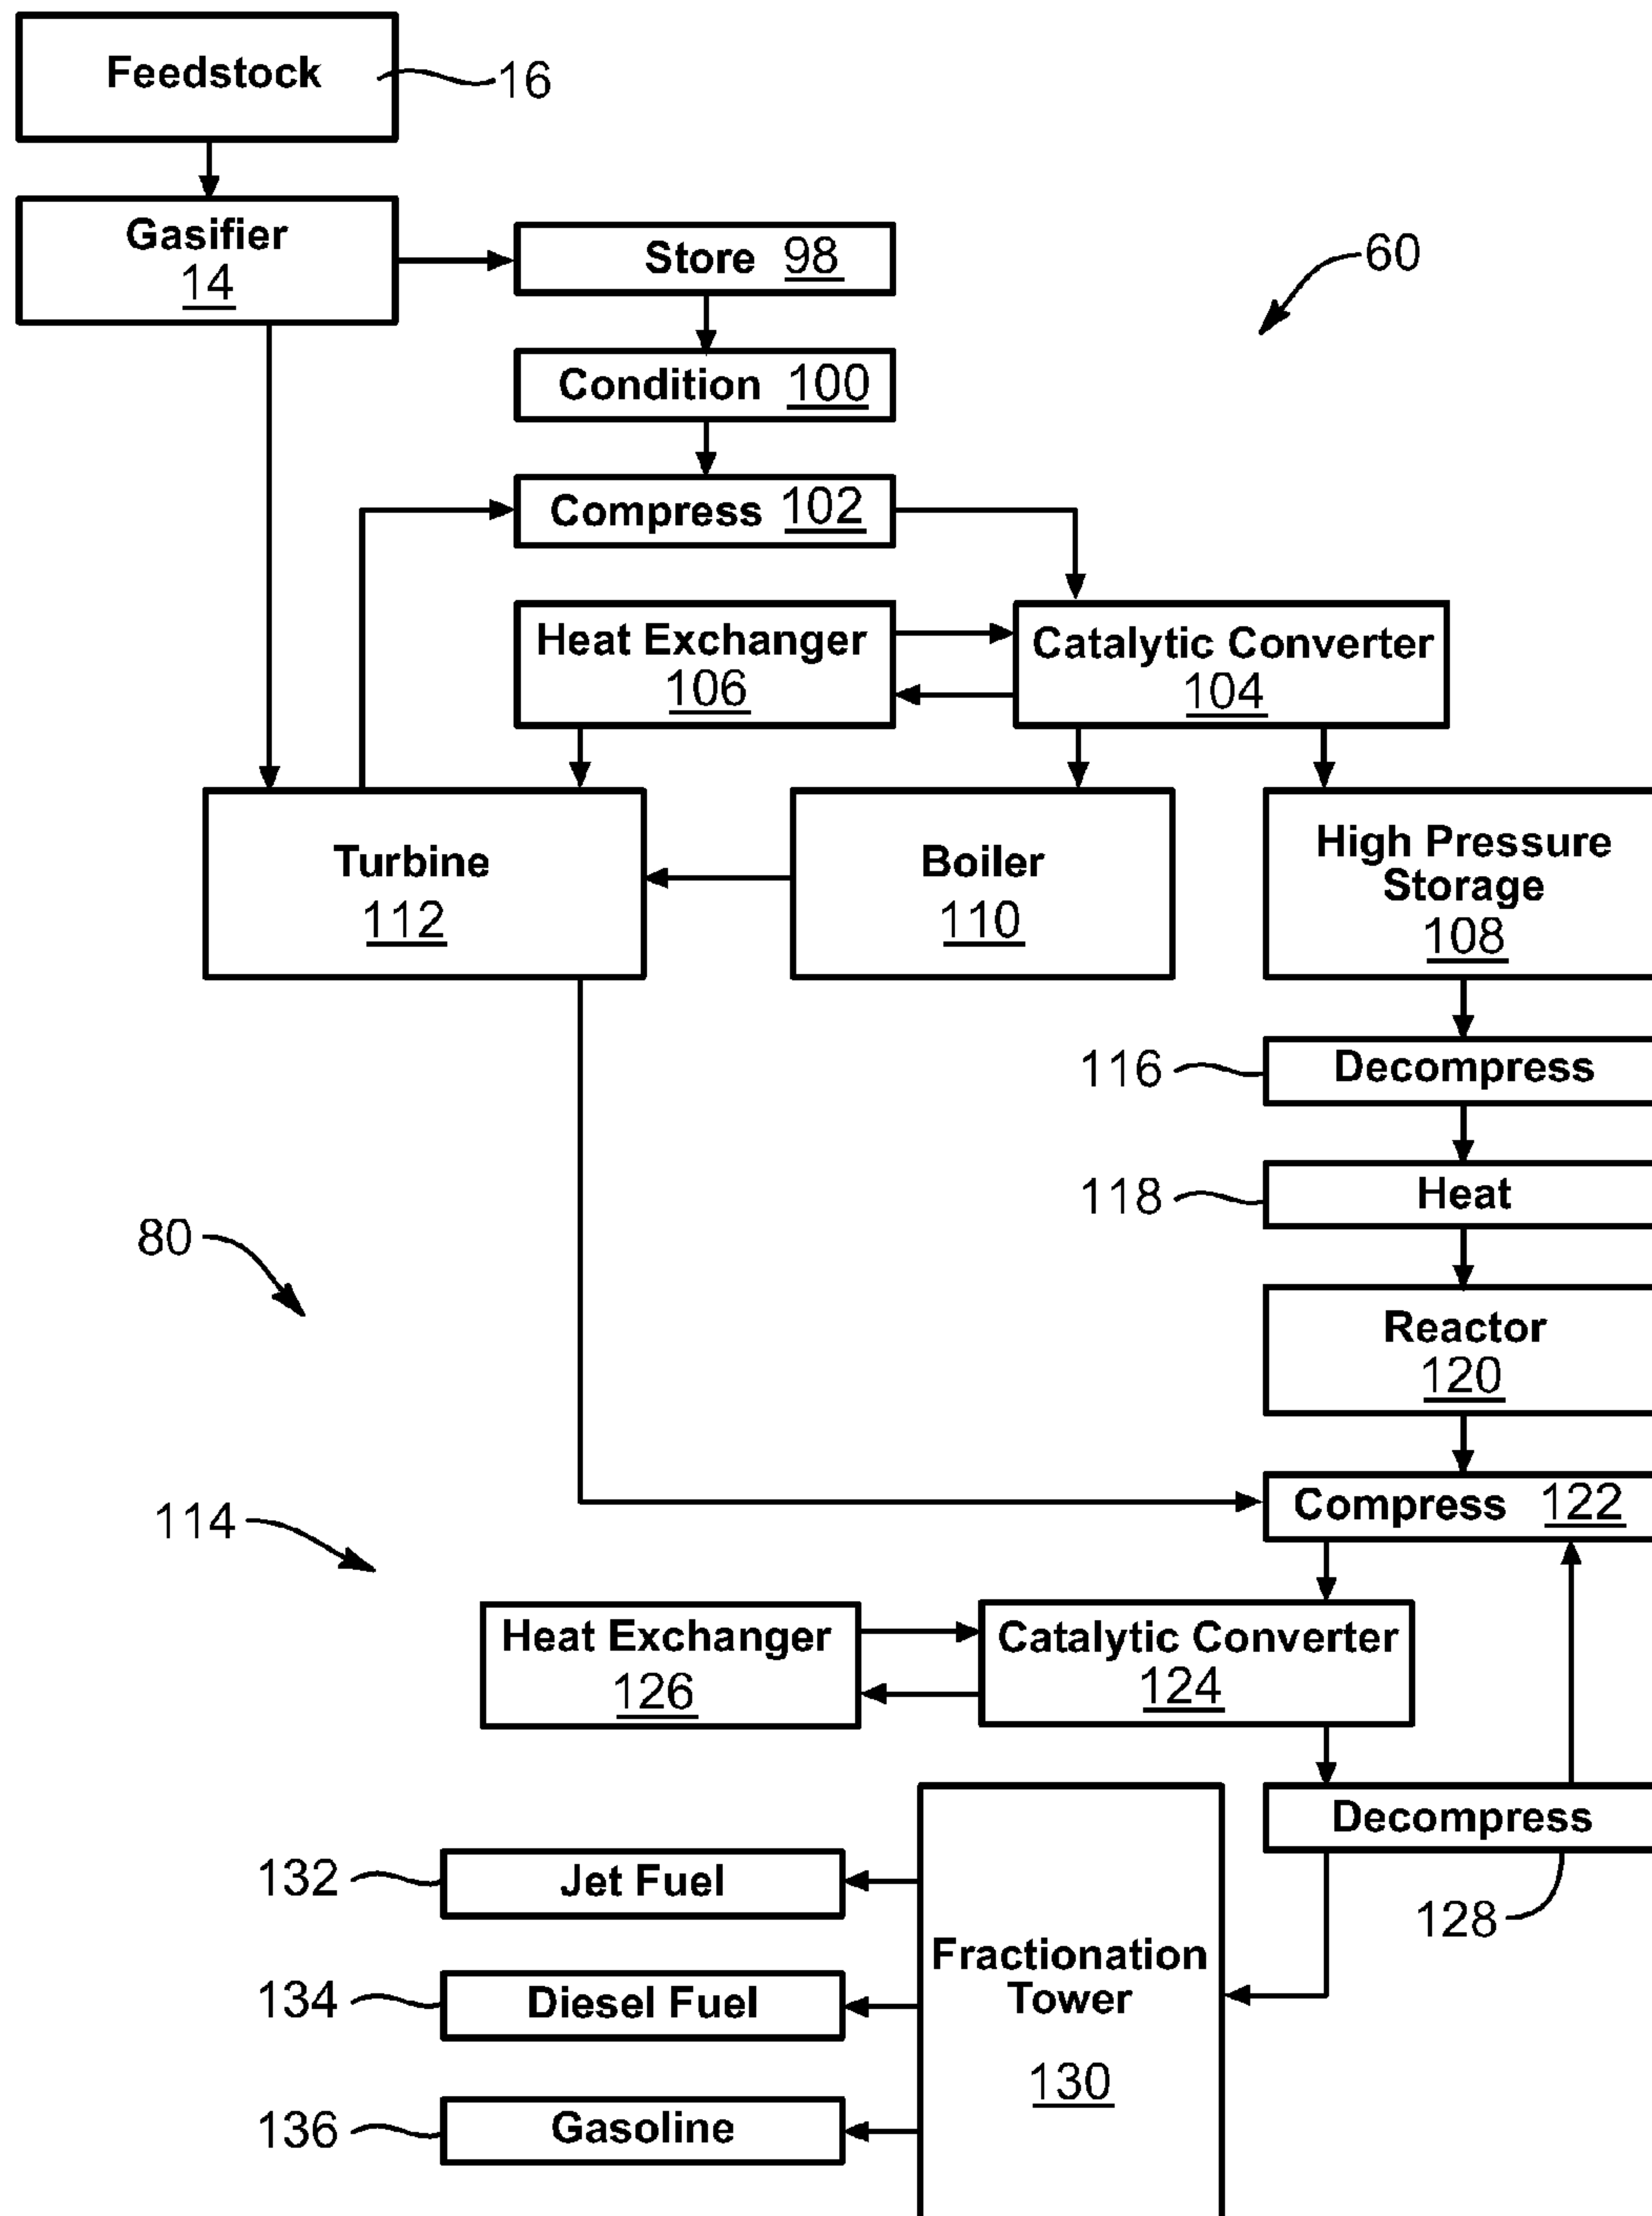 Feedstock
16
Gasifier
14
Store 98
60
Condition 100
Compress 102
Heat Exchanger
106
Catalytic Converter
104
Turbine
112
Boiler
110
High Pressure
Storage
108
116
Decompress
118
Heat
80
Reactor
120
114
Compress 122
Heat Exchanger
126
Catalytic Converter
124
Decompress
128
132
Jet Fuel
134
Diesel Fuel
136
Gasoline
Fractionation
Tower
130